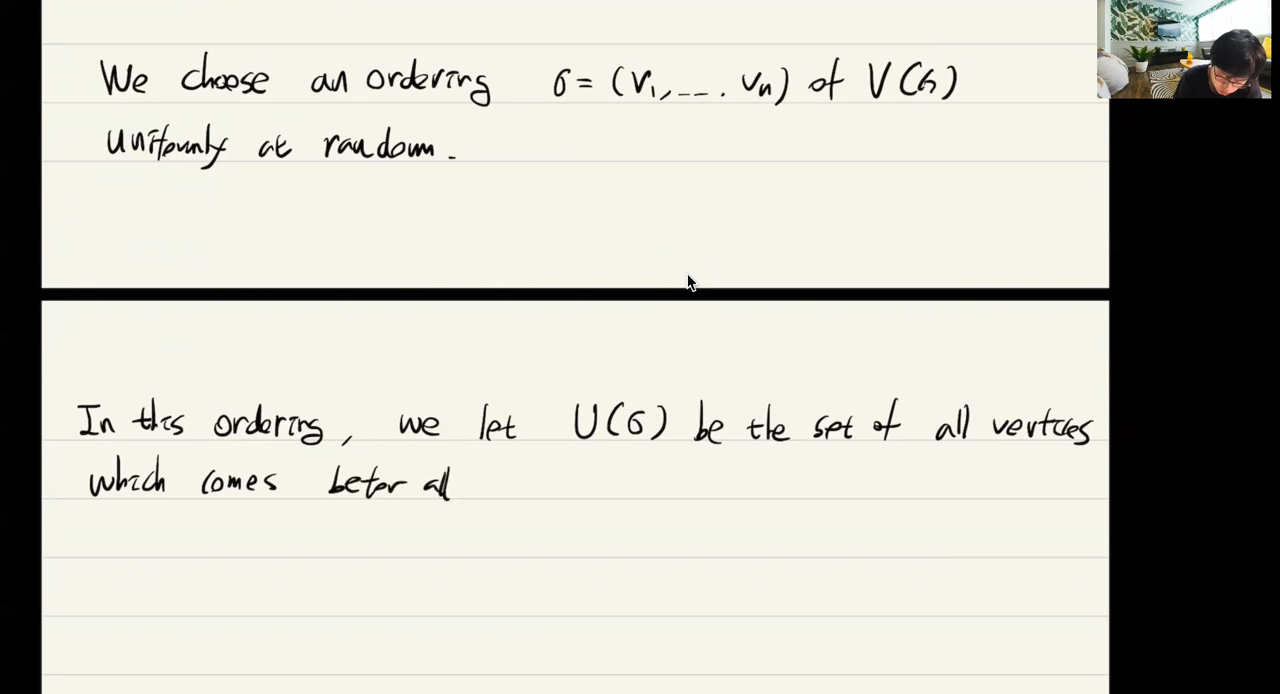 We choose an ordering σ = (v₁, ---. vₙ) of V(G)
uniformly at random.
In this ordering, we let U(σ) be the set of all vertices
which comes befor all